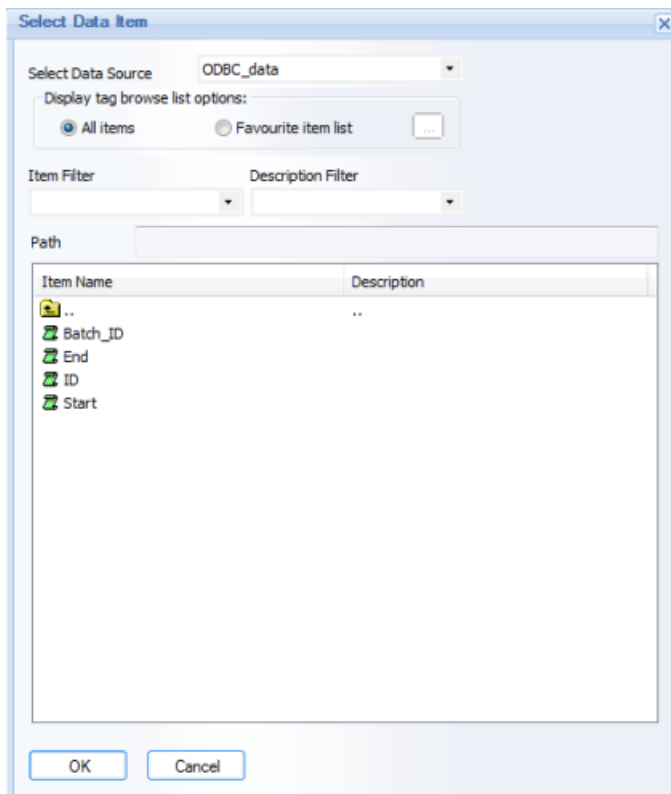 Select Data Item
Select Data Source ODBC_data
Display tag browse list options:
All items Favourite item list ...
Item Filter Description Filter
Path
Item Name Description
.. ..
Batch_ID
End
ID
Start
OK Cancel